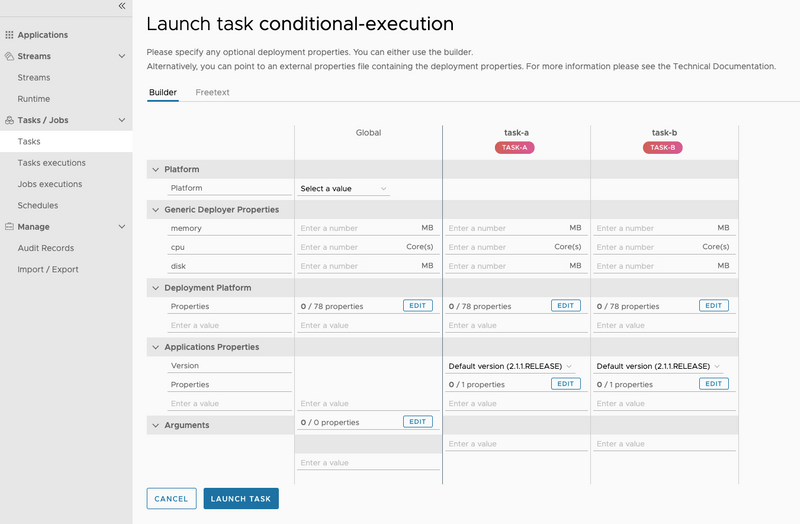 «
Applications
Streams
Streams
Runtime
Tasks / Jobs
Tasks
Tasks executions
Jobs executions
Schedules
Manage
Audit Records
Import / Export
Launch task conditional-execution
Please specify any optional deployment properties. You can either use the builder.
Alternatively, you can point to an external properties file containing the deployment properties. For more information please see the Technical Documentation.
Builder Freetext
Global task-a task-b
TASK-A TASK-B
Platform
Platform Select a value
Generic Deployer Properties
memory Enter a number MB Enter a number MB Enter a number MB
cpu Enter a number Core(s) Enter a number Core(s) Enter a number Core(s)
disk Enter a number MB Enter a number MB Enter a number MB
Deployment Platform
Properties 0 / 78 properties EDIT 0 / 78 properties EDIT 0 / 78 properties EDIT
Enter a value Enter a value Enter a value Enter a value
Applications Properties
Version Default version (2.1.1.RELEASE) Default version (2.1.1.RELEASE)
Properties 0 / 1 properties EDIT 0 / 1 properties EDIT
Enter a value Enter a value Enter a value Enter a value
Arguments 0 / 0 properties EDIT
Enter a value Enter a value
Enter a value
CANCEL LAUNCH TASK